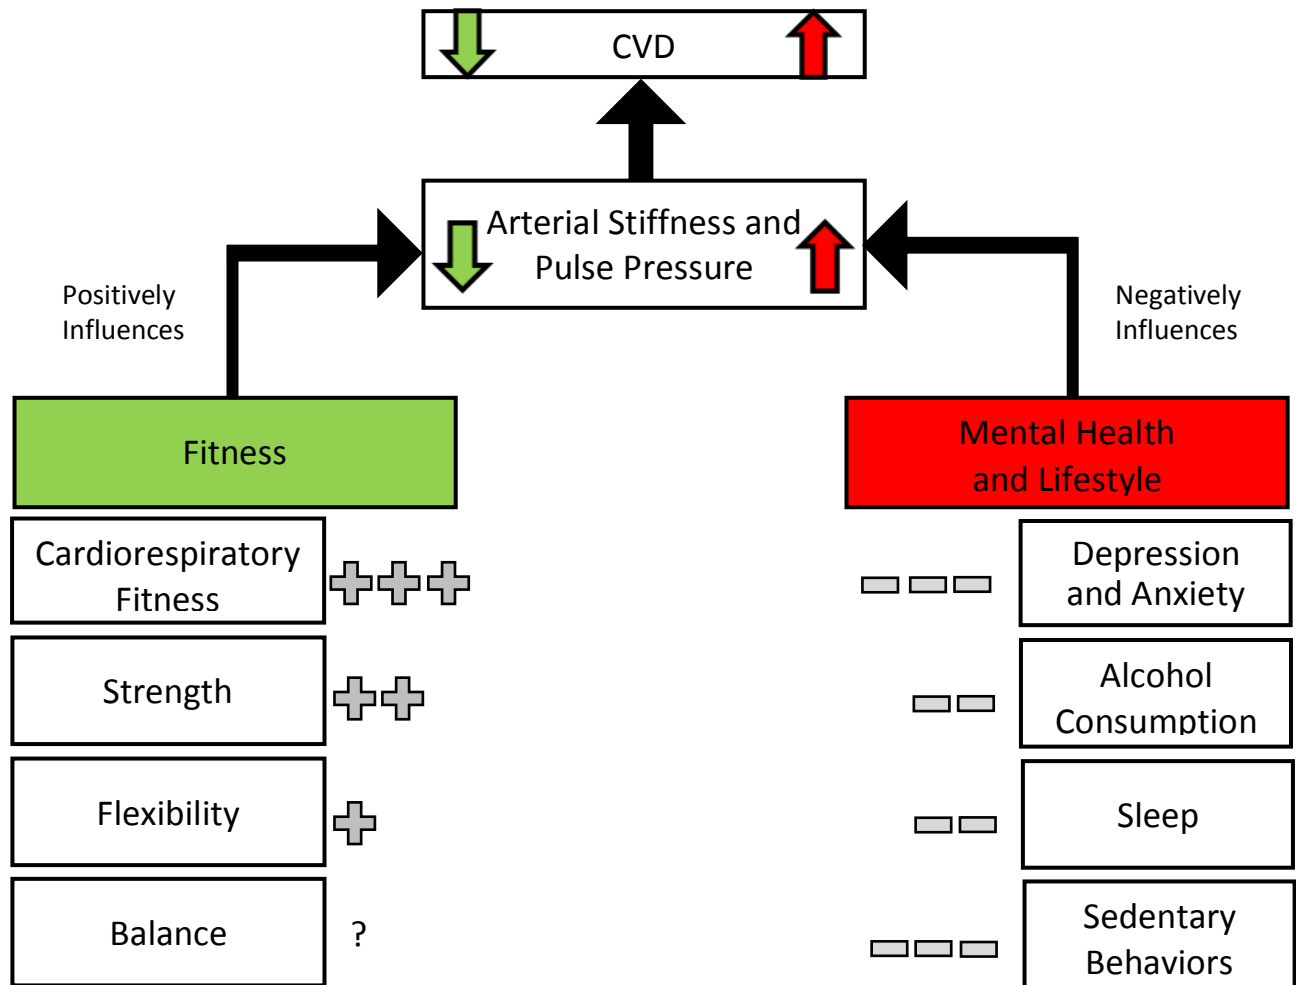 CVD
Arterial Stiffness and
Pulse Pressure
Positively
Influences
Negatively
Influences
Fitness
Mental Health
and Lifestyle
Cardiorespiratory
Fitness
Depression
and Anxiety
Strength
Alcohol
Consumption
Flexibility
Sleep
Balance
?
Sedentary
Behaviors